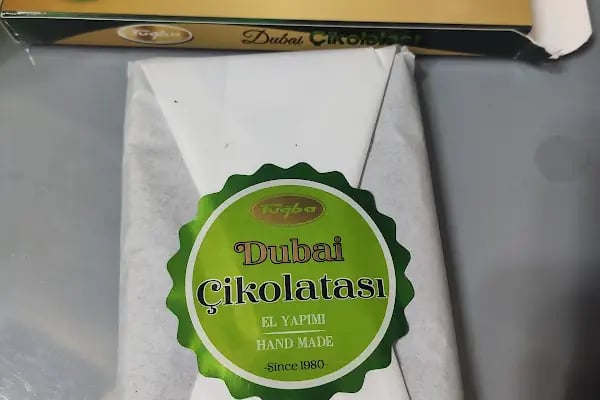 Tuğba
Dubai Çikolatası
Tuğba
Dubai
Çikolatası
EL YAPIMI
HAND MADE
-Since 1980-